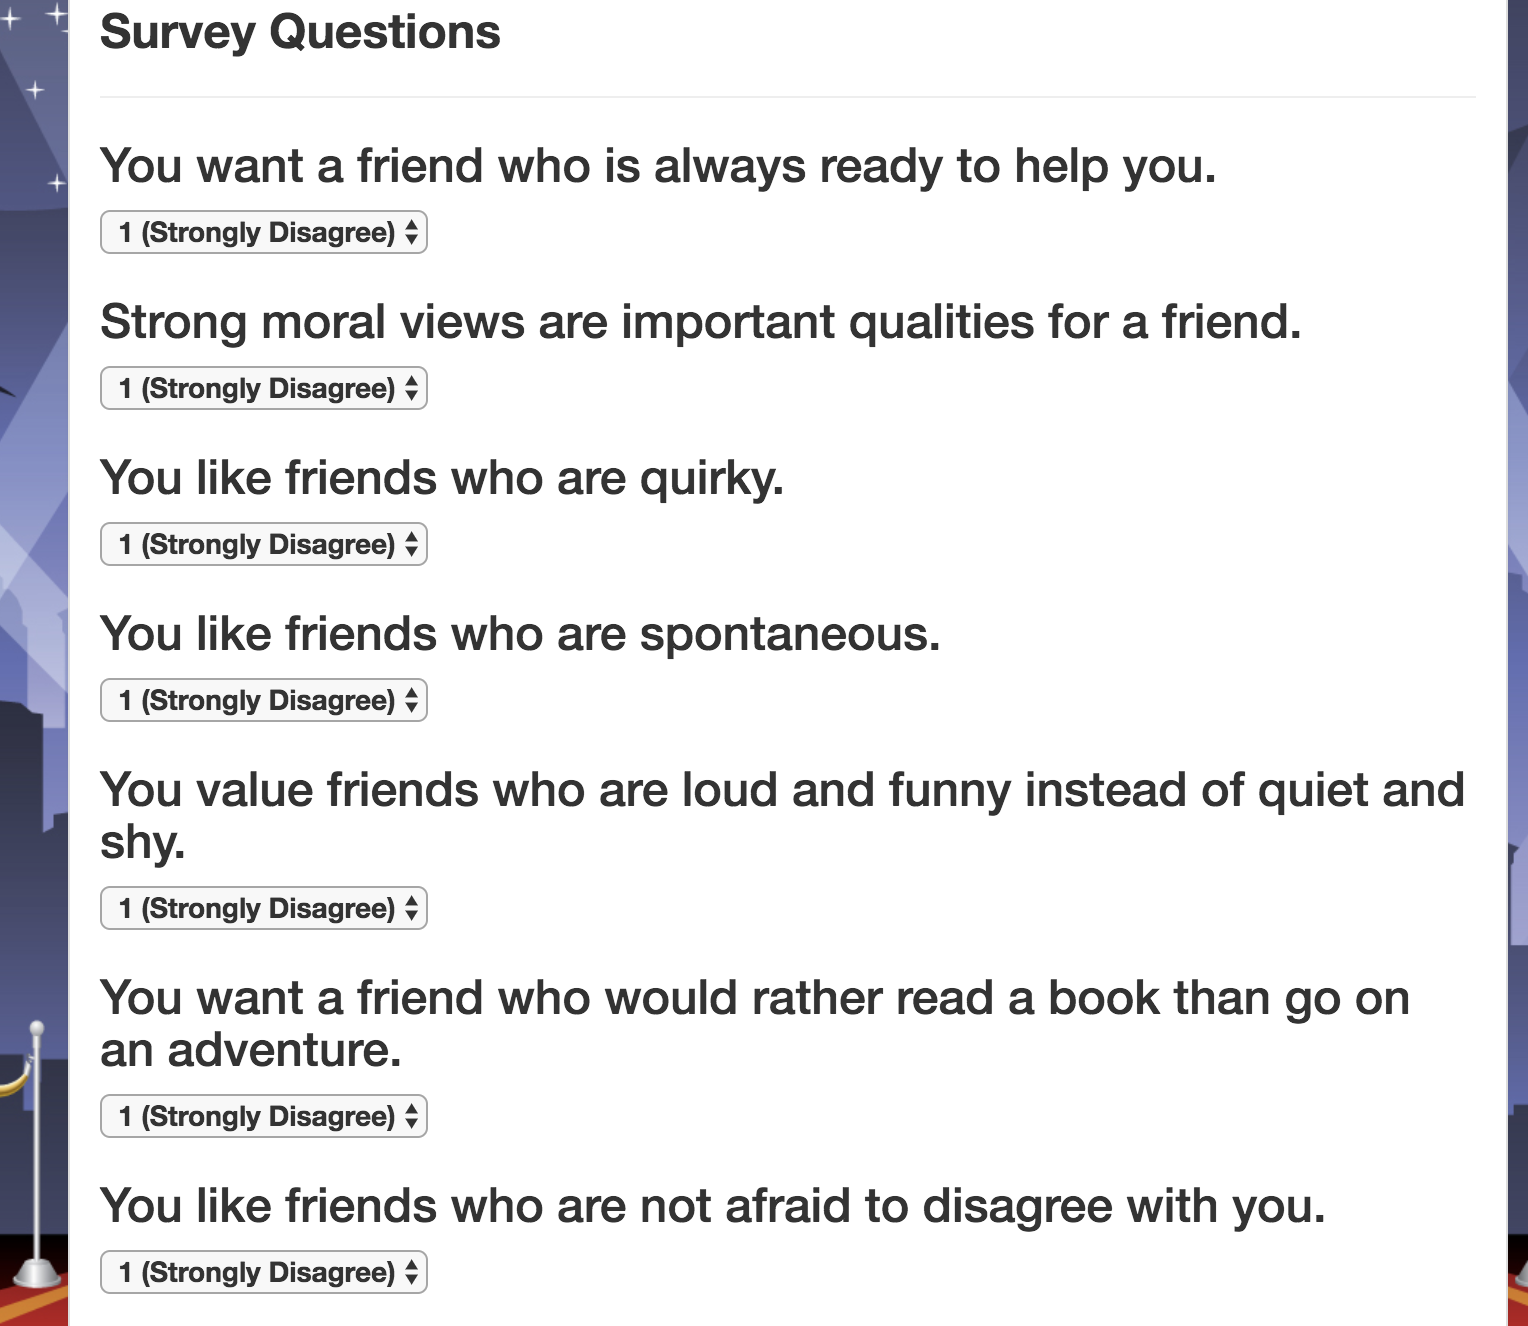 Survey Questions
You want a friend who is always ready to help you.
1 (Strongly Disagree)
Strong moral views are important qualities for a friend.
1 (Strongly Disagree)
You like friends who are quirky.
1 (Strongly Disagree)
You like friends who are spontaneous.
1 (Strongly Disagree)
You value friends who are loud and funny instead of quiet and
shy.
1 (Strongly Disagree)
You want a friend who would rather read a book than go on
an adventure.
1 (Strongly Disagree)
You like friends who are not afraid to disagree with you.
1 (Strongly Disagree)